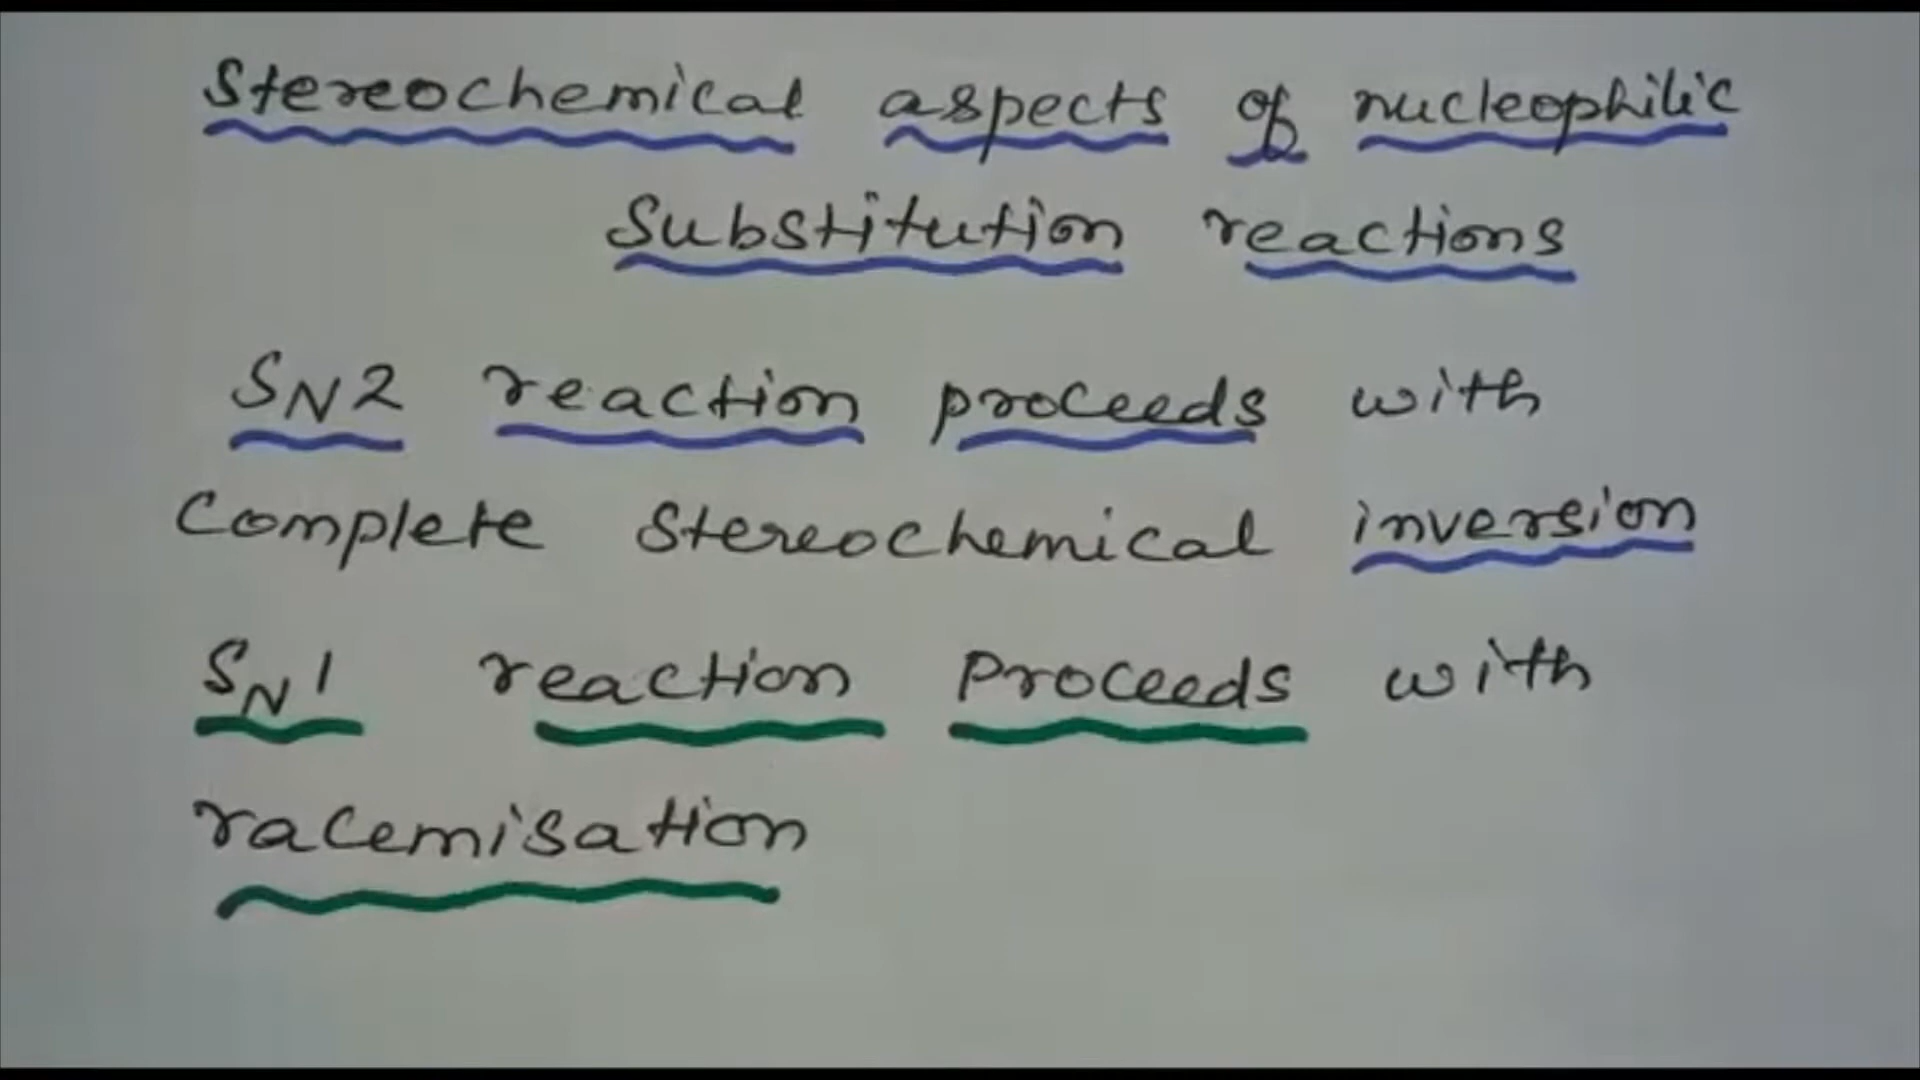 Stereochemical aspects of nucleophilic
Substitution reactions
SN2 reaction proceeds with
Complete Stereochemical inversion
SN1 reaction proceeds with
racemisation